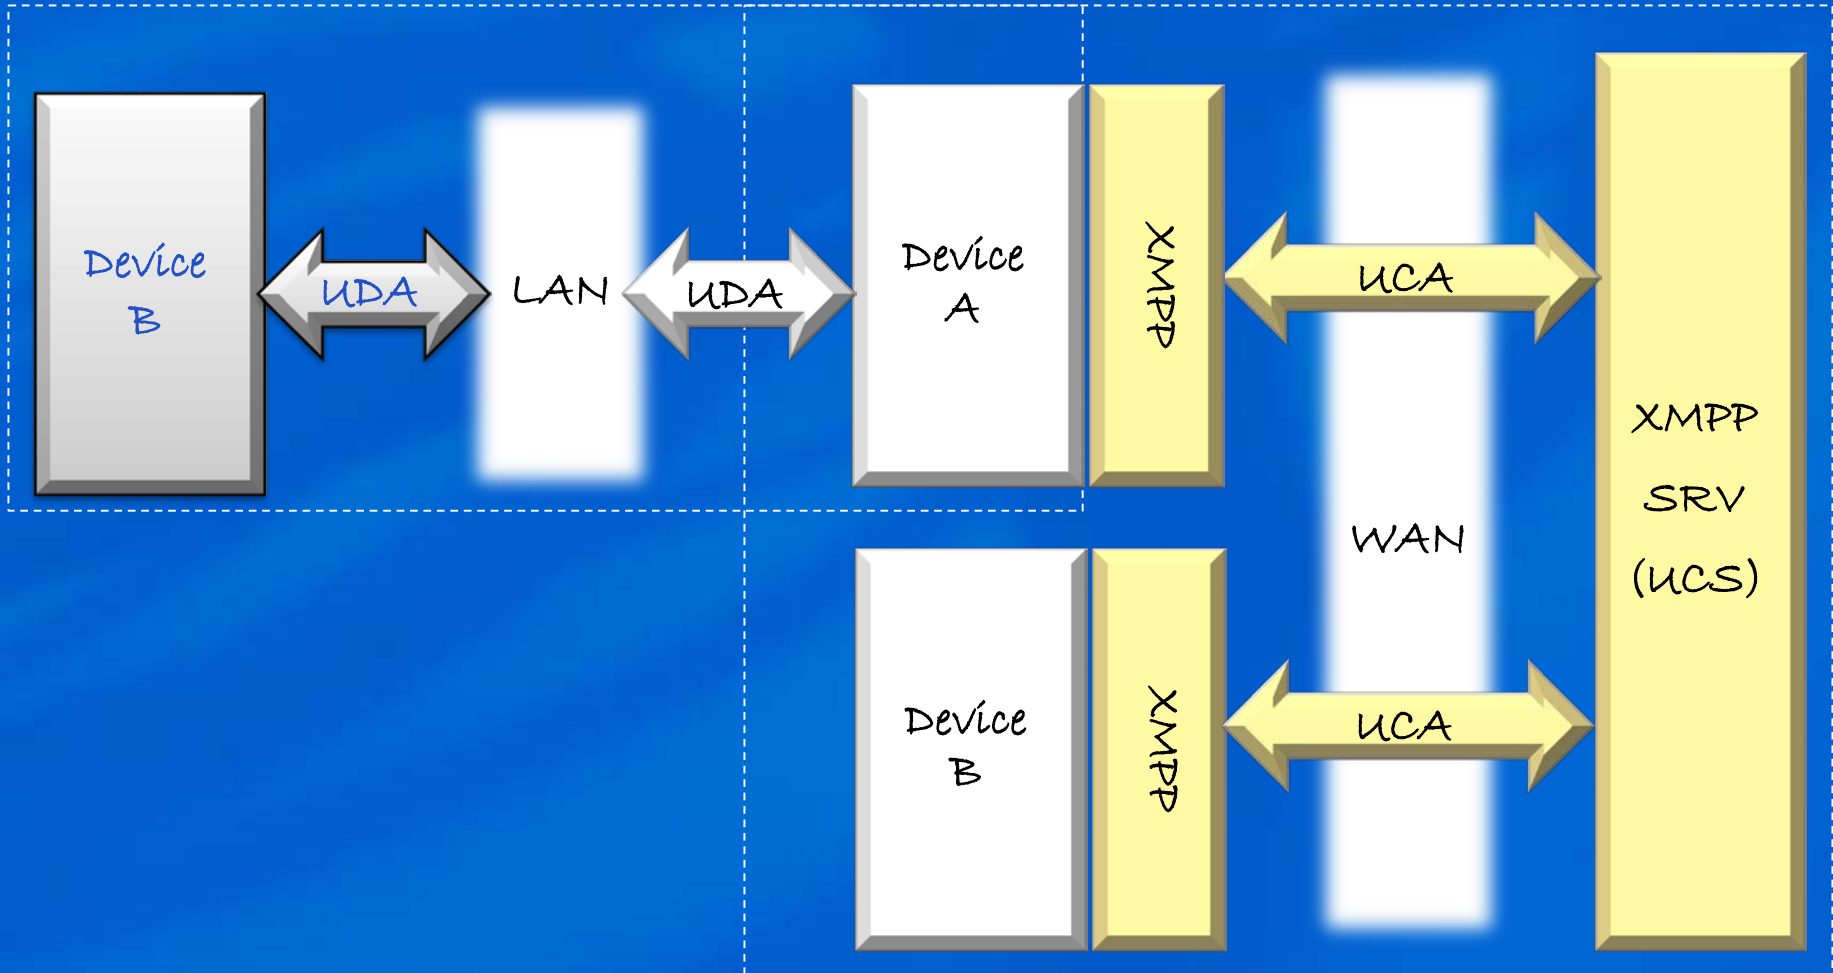 Device
B
UDA
LAN
UDA
Device
A
XMPP
UCA
XMPP
SRV
(UCS)
WAN
Device
B
XMPP
UCA